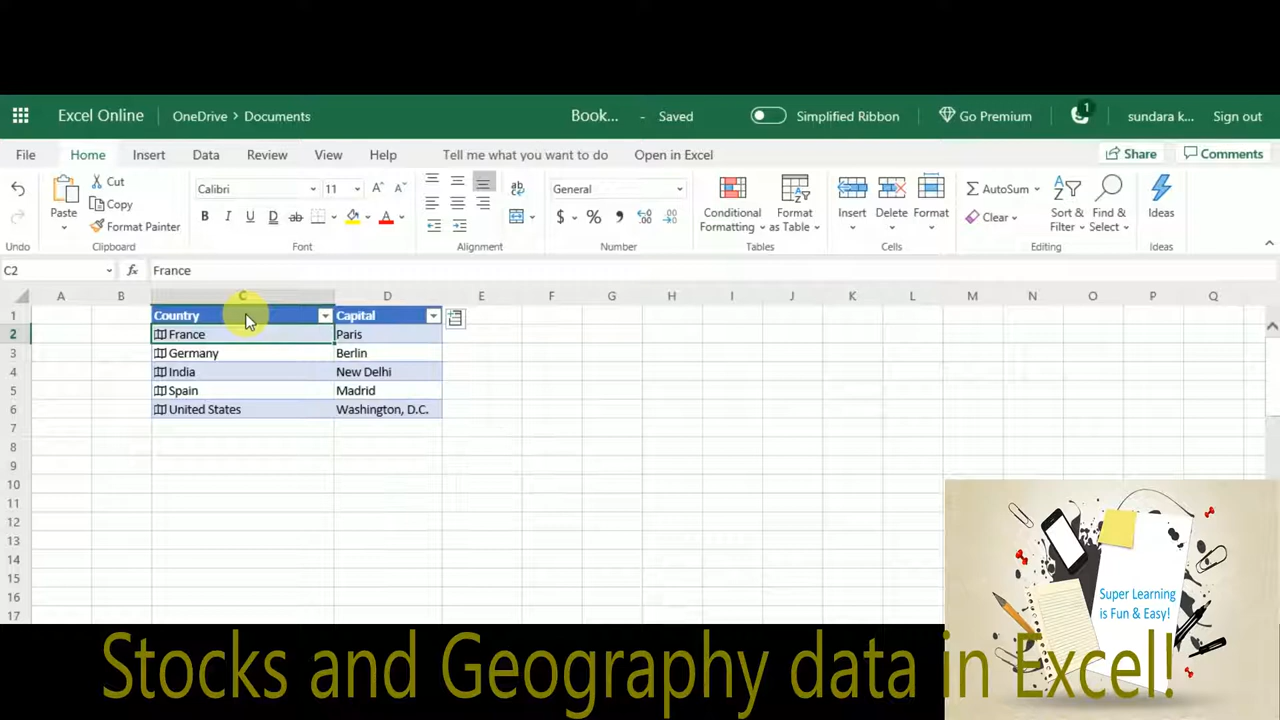 Excel Online OneDrive > Documents Book... - Saved Simplified Ribbon Go Premium 1 sundara k... Sign out
File Home Insert Data Review View Help Tell me what you want to do Open in Excel Share Comments
Cut
Copy
Format Painter
Paste
Calibri 11
B I U D ab A
General
$ % ,
Conditional Formatting
Format as Table
Insert Delete Format
AutoSum
Clear
Sort & Filter
Find & Select
Ideas
Undo Clipboard Font Alignment Number Tables Cells Editing Ideas
C2 fx France
A B C D E F G H I J K L M N O P Q
1 Country Capital
2 France Paris
3 Germany Berlin
4 India New Delhi
5 Spain Madrid
6 United States Washington, D.C.
7
8
9
10
11
12
13
14
15
16
17
Super Learning
is Fun & Easy!
Stocks and Geography data in Excel!